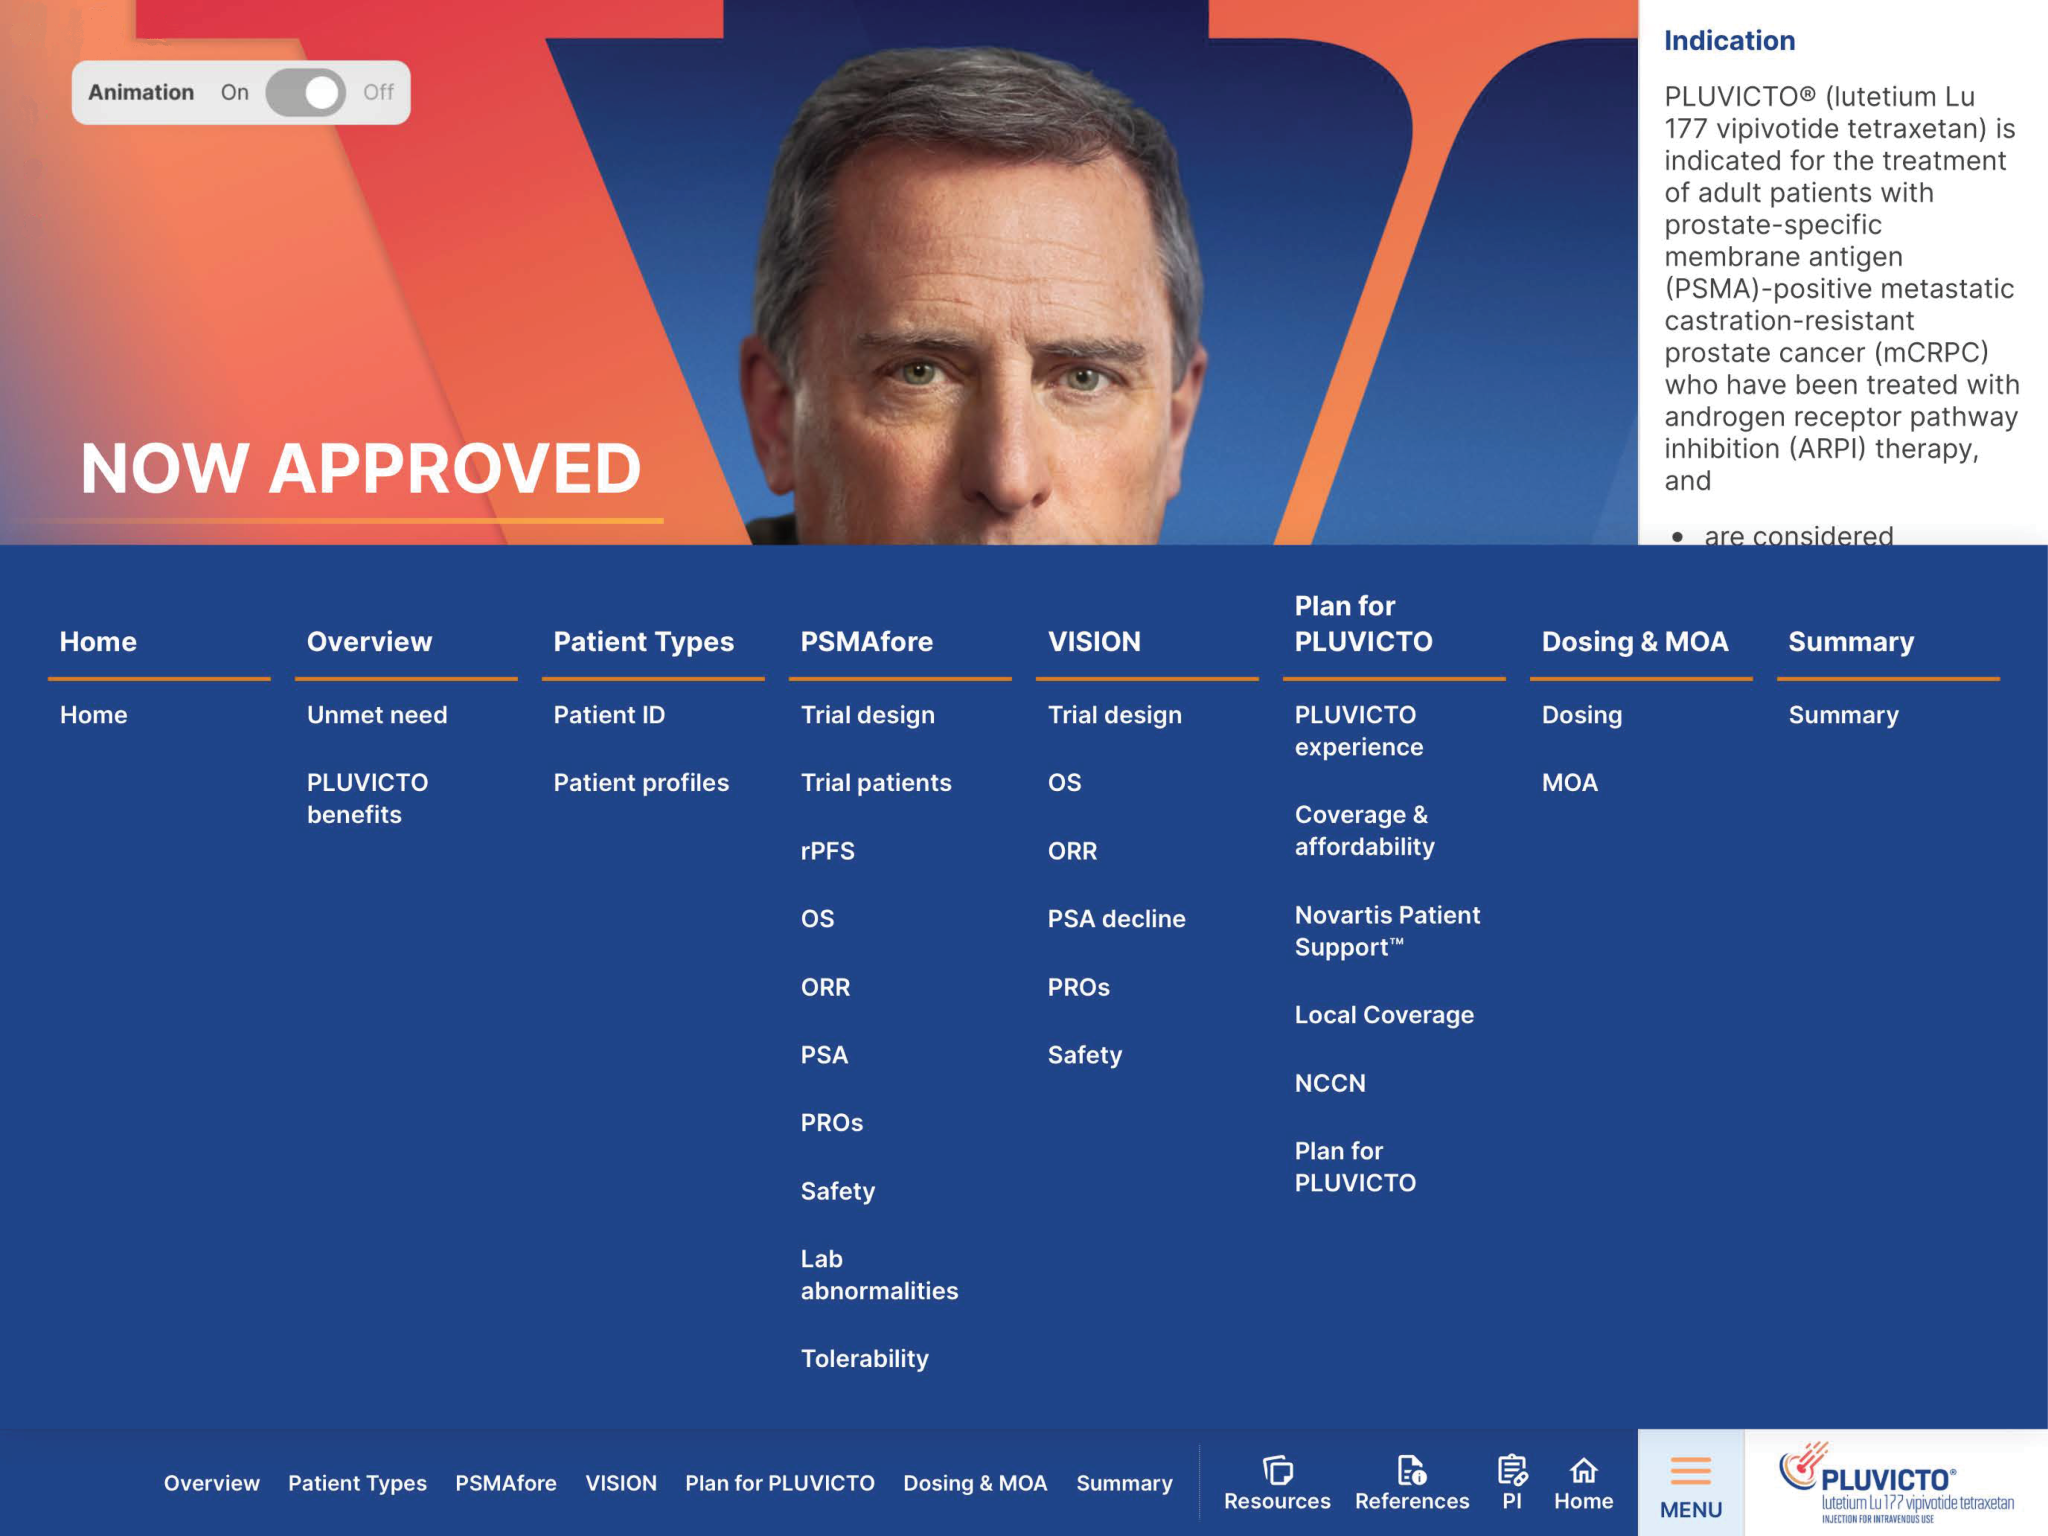 Animation On Off
NOW APPROVED
Indication
PLUVICTO® (lutetium Lu
177 vipivotide tetraxetan) is
indicated for the treatment
of adult patients with
prostate-specific
membrane antigen
(PSMA)-positive metastatic
castration-resistant
prostate cancer (mCRPC)
who have been treated with
androgen receptor pathway
inhibition (ARPI) therapy,
and
• are considered
Home
Home
Overview
Unmet need
PLUVICTO
benefits
Patient Types
Patient ID
Patient profiles
PSMAfore
Trial design
Trial patients
rPFS
OS
ORR
PSA
PROs
Safety
Lab
abnormalities
Tolerability
VISION
Trial design
OS
ORR
PSA decline
PROs
Safety
Plan for
PLUVICTO
PLUVICTO
experience
Coverage &
affordability
Novartis Patient
Support™
Local Coverage
NCCN
Plan for
PLUVICTO
Dosing & MOA
Dosing
MOA
Summary
Summary
Overview Patient Types PSMAfore VISION Plan for PLUVICTO Dosing & MOA Summary
Resources References PI Home
MENU
PLUVICTO®
lutetium Lu 177 vipivotide tetraxetan
INJECTION FOR INTRAVENOUS USE